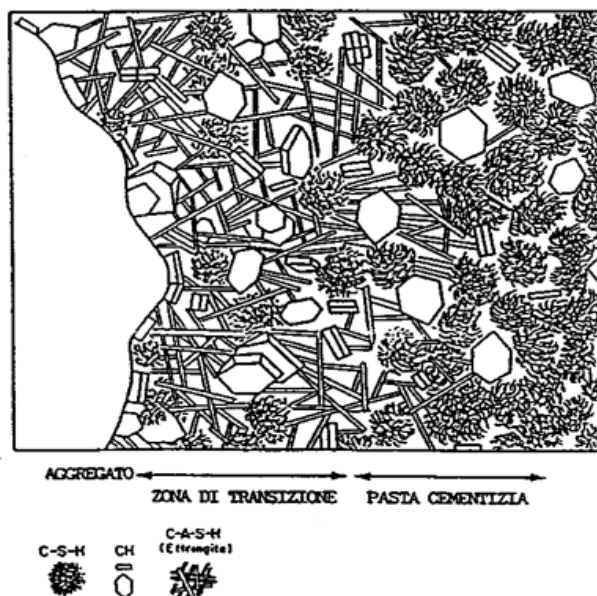 AGGREGATO
ZONA DI TRANSIZIONE PASTA CEMENTIZIA
C-A-S-H
C-S-H CH (Ettringite)